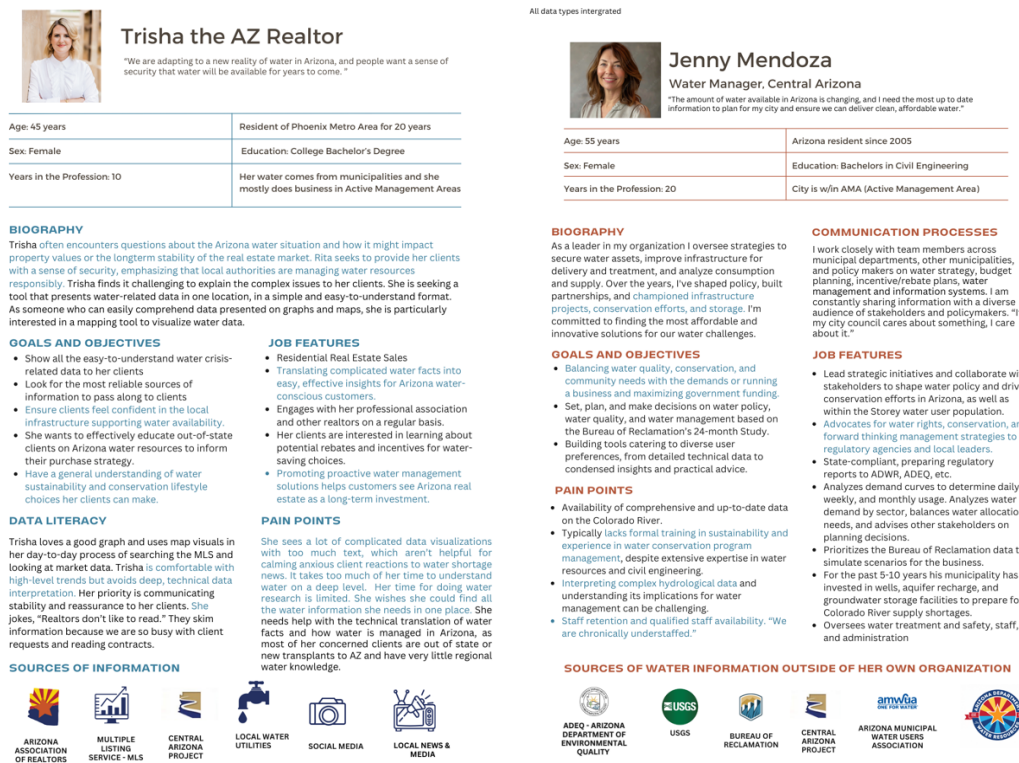 All data types intergrated
Trisha the AZ Realtor
"We are adapting to a new reality of water in Arizona, and people want a sense of
security that water will be available for years to come. "
Age: 45 years
Resident of Phoenix Metro Area for 20 years
Sex: Female
Education: College Bachelor's Degree
Years in the Profession: 10
Her water comes from municipalities and she
mostly does business in Active Management Areas
BIOGRAPHY
Trisha often encounters questions about the Arizona water situation and how it might impact
property values or the longterm stability of the real estate market. Rita seeks to provide her clients
with a sense of security, emphasizing that local authorities are managing water resources
responsibly. Trisha finds it challenging to explain the complex issues to her clients. She is seeking a
tool that presents water-related data in one location, in a simple and easy-to-understand format.
As someone who can easily comprehend data presented on graphs and maps, she is particularly
interested in a mapping tool to visualize water data.
GOALS AND OBJECTIVES
Show all the easy-to-understand water crisis-
related data to her clients
Look for the most reliable sources of
information to pass along to clients
Ensure clients feel confident in the local
infrastructure supporting water availability.
She wants to effectively educate out-of-state
clients on Arizona water resources to inform
their purchase strategy.
Have a general understanding of water
sustainability and conservation lifestyle
choices her clients can make.
JOB FEATURES
Residential Real Estate Sales
Translating complicated water facts into
easy, effective insights for Arizona water-
conscious customers.
Engages with her professional association
and other realtors on a regular basis.
Her clients are interested in learning about
potential rebates and incentives for water-
saving choices.
Promoting proactive water management
solutions helps customers see Arizona real
estate as a long-term investment.
DATA LITERACY
Trisha loves a good graph and uses map visuals in
her day-to-day process of searching the MLS and
looking at market data. Trisha is comfortable with
high-level trends but avoids deep, technical data
interpretation. Her priority is communicating
stability and reassurance to her clients. She
jokes, "Realtors don't like to read." They skim
information because we are so busy with client
requests and reading contracts.
PAIN POINTS
She sees a lot of complicated data visualizations
with too much text, which aren't helpful for
calming anxious client reactions to water shortage
news. It takes too much of her time to understand
water on a deep level. Her time for doing water
research is limited. She wishes she could find all
the water information she needs in one place. She
needs help with the technical translation of water
facts and how water is managed in Arizona, as
most of her concerned clients are out of state or
new transplants to AZ and have very little regional
water knowledge.
SOURCES OF INFORMATION
ARIZONA
ASSOCIATION
OF REALTORS
MULTIPLE
LISTING
SERVICE - MLS
CENTRAL
ARIZONA
PROJECT
LOCAL WATER
UTILITIES
SOCIAL MEDIA
LOCAL NEWS &
MEDIA
Jenny Mendoza
Water Manager, Central Arizona
"The amount of water available in Arizona is changing, and I need the most up to date
information to plan for my city and ensure we can deliver clean, affordable water."
Age: 55 years
Arizona resident since 2005
Sex: Female
Education: Bachelors in Civil Engineering
Years in the Profession: 20
City is w/in AMA (Active Management Area)
BIOGRAPHY
As a leader in my organization I oversee strategies to
secure water assets, improve infrastructure for
delivery and treatment, and analyze consumption
and supply. Over the years, I've shaped policy, built
partnerships, and championed infrastructure
projects, conservation efforts, and storage. I'm
committed to finding the most affordable and
innovative solutions for our water challenges.
GOALS AND OBJECTIVES
Balancing water quality, conservation, and
community needs with the demands or running
a business and maximizing government funding.
Set, plan, and make decisions on water policy,
water quality, and water management based on
the Bureau of Reclamation's 24-month Study.
Building tools catering to diverse user
preferences, from detailed technical data to
condensed insights and practical advice.
PAIN POINTS
Availability of comprehensive and up-to-date data
on the Colorado River.
Typically lacks formal training in sustainability and
experience in water conservation program
management, despite extensive expertise in water
resources and civil engineering.
Interpreting complex hydrological data and
understanding its implications for water
management can be challenging.
Staff retention and qualified staff availability. "We
are chronically understaffed."
COMMUNICATION PROCESSES
I work closely with team members across
municipal departments, other municipalities,
and policy makers on water strategy, budget
planning, incentive/rebate plans, water
management and information systems. I am
constantly sharing information with a diverse
audience of stakeholders and policymakers.
my city council cares about something, I care
about it."
JOB FEATURES
Lead strategic initiatives and collaborate
stakeholders to shape water policy and
conservation efforts in Arizona, as well as
within the Storey water user population.
Advocates for water rights, conservation,
forward thinking management strategies to
regulatory agencies and local leaders.
State-compliant, preparing regulatory
reports to ADWR, ADEQ, etc.
Analyzes demand curves to determine daily
weekly, and monthly usage. Analyzes water
demand by sector, balances water
needs, and advises other stakeholders on
planning decisions.
Prioritizes the Bureau of Reclamation data
simulate scenarios for the business.
For the past 5-10 years his municipality has
invested in wells, aquifer recharge, and
groundwater storage facilities to prepare
Colorado River supply shortages.
Oversees water treatment and safety, staff,
and administration
SOURCES OF WATER INFORMATION OUTSIDE OF HER OWN ORGANIZATION
ADEQ - ARIZONA
DEPARTMENT OF
ENVIRONMENTAL
QUALITY
USGS
USGS
BUREAU OF
RECLAMATION
CENTRAL
ARIZONA
PROJECT
amwua
ONE FOR WATER
ARIZONA MUNICIPAL
WATER USERS
ASSOCIATION